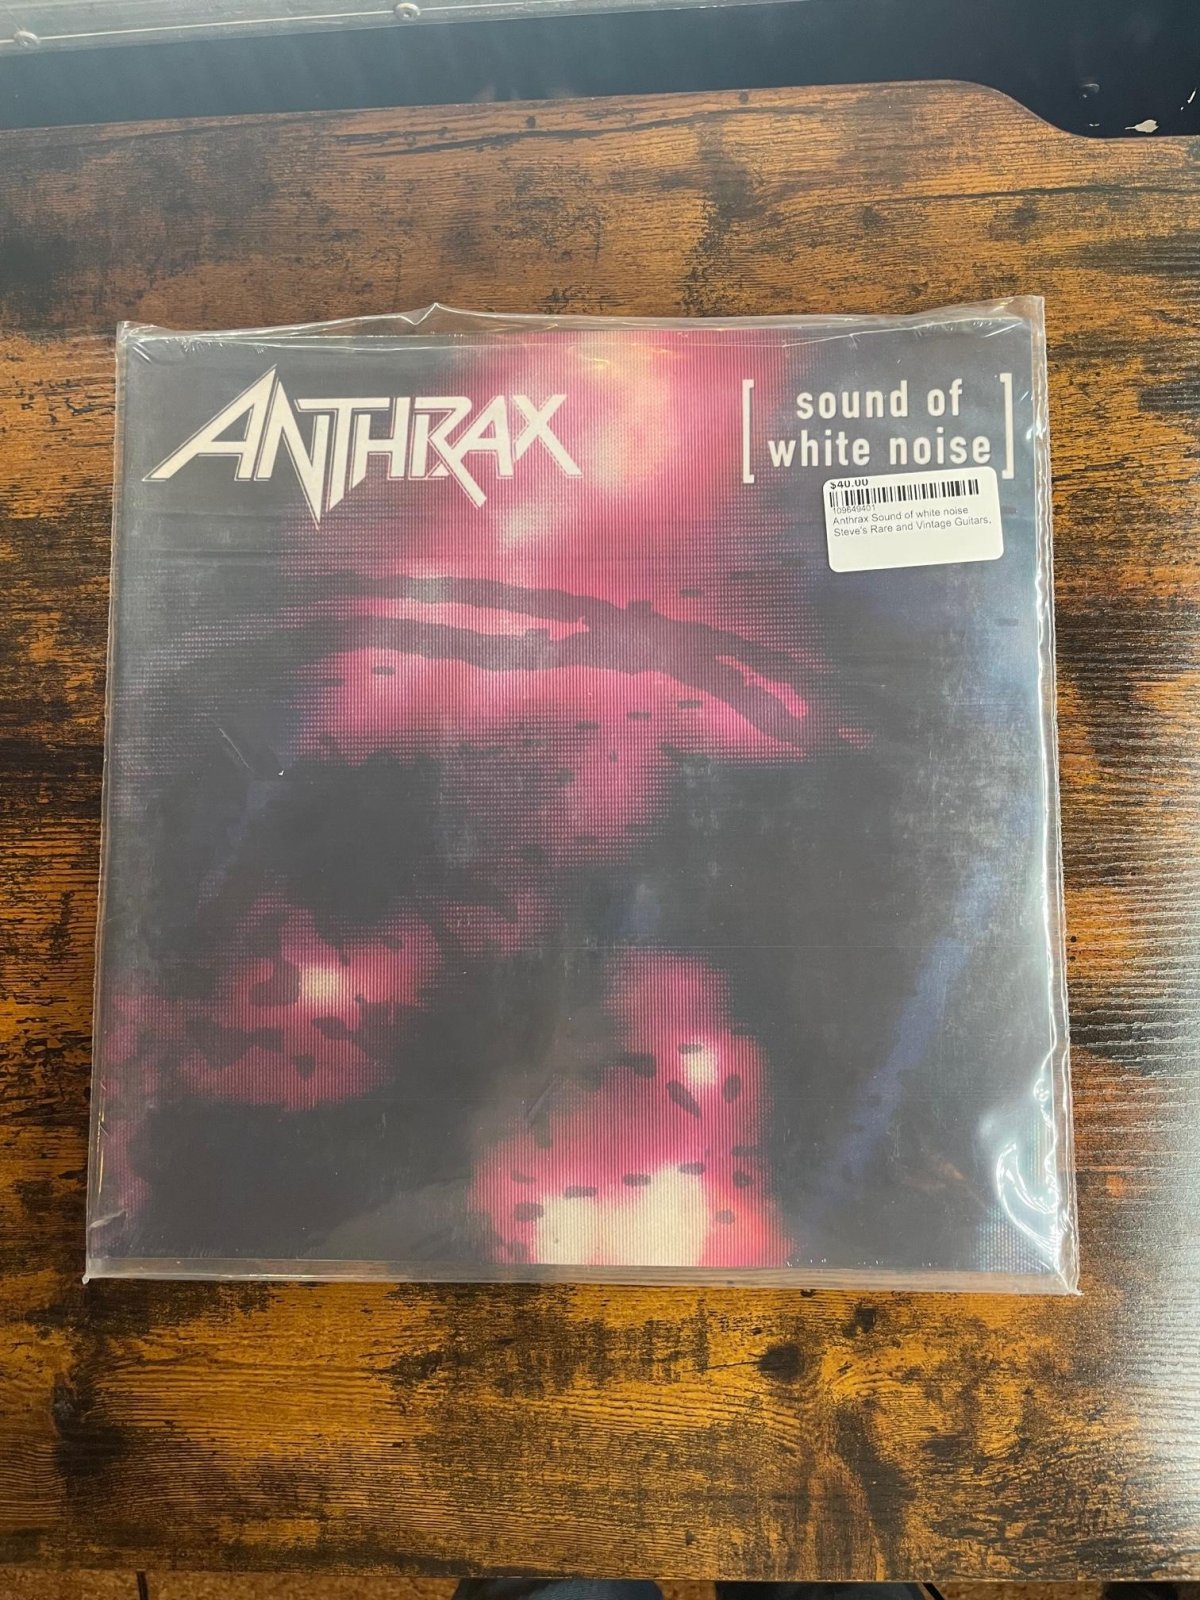 ANTHRAX
[ sound of
white noise ]
$40.00
109649401
Anthrax Sound of white noise
Steve's Rare and Vintage Guitars,